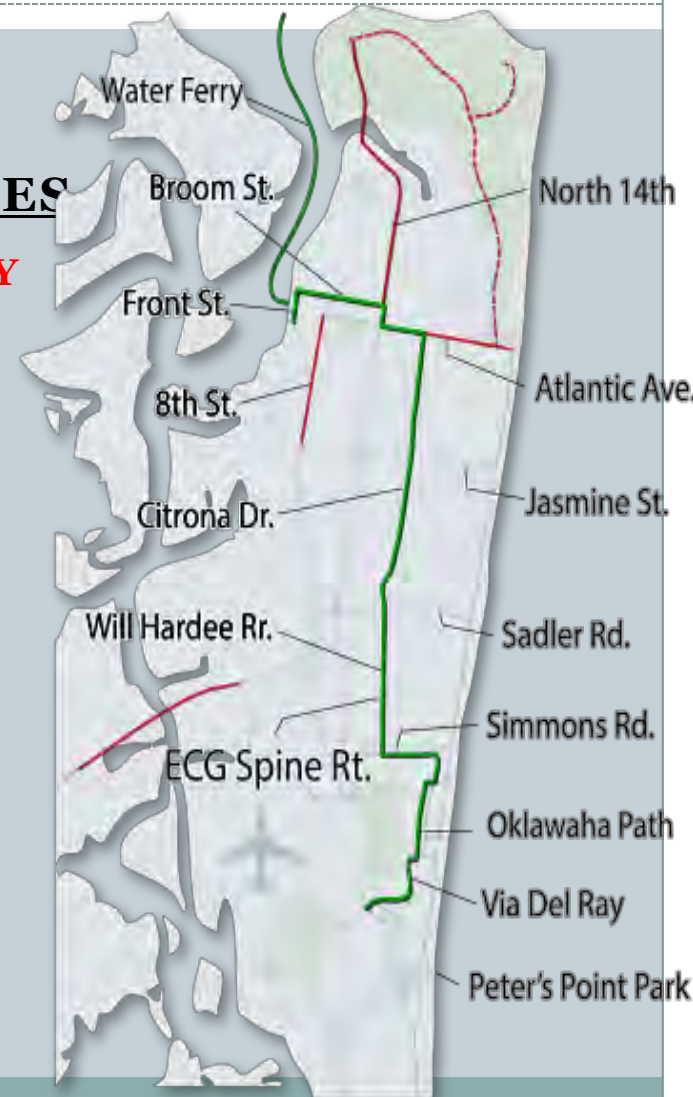 Water Ferry
ES
Broom St.
North 14th
Y
Front St.
Atlantic Ave.
8th St.
Jasmine St.
Citrona Dr.
Will Hardee Rr.
Sadler Rd.
Simmons Rd.
ECG Spine Rt.
Oklawaha Path
Via Del Ray
Peter's Point Park